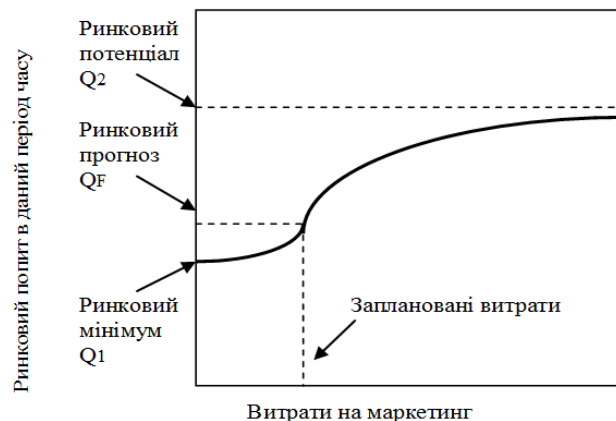 Ринковий попит в даний період часу
Ринковий
потенціал
Q2
Ринковий
прогноз
QF
Ринковий
мінімум
Q1
Заплановані витрати
Витрати на маркетинг